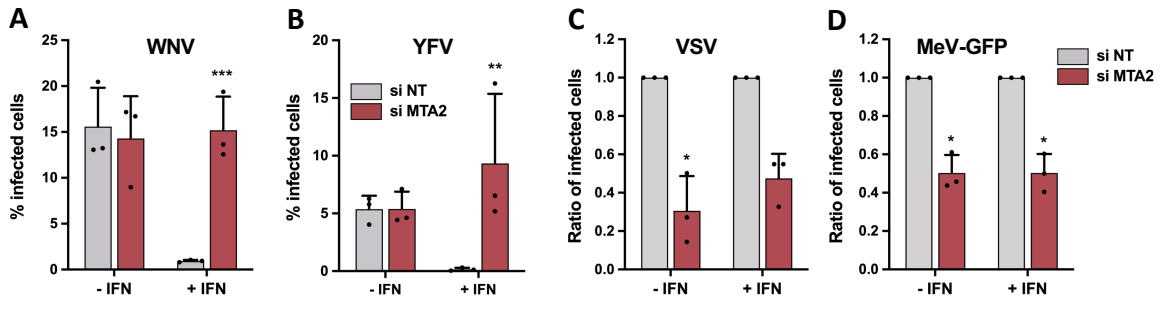 A
WNV
% infected cells
25
20
15
10
5
0
***
- IFN
+ IFN
B
YFV
% infected cells
20
15
10
5
0
si NT
si MTA2
**
- IFN
+ IFN
C
VSV
Ratio of infected cells
1.2
1.0
0.8
0.6
0.4
0.2
0.0
*
- IFN
+ IFN
D
MeV-GFP
Ratio of infected cells
1.2
1.0
0.8
0.6
0.4
0.2
0.0
*
*
- IFN
+ IFN
si NT
si MTA2